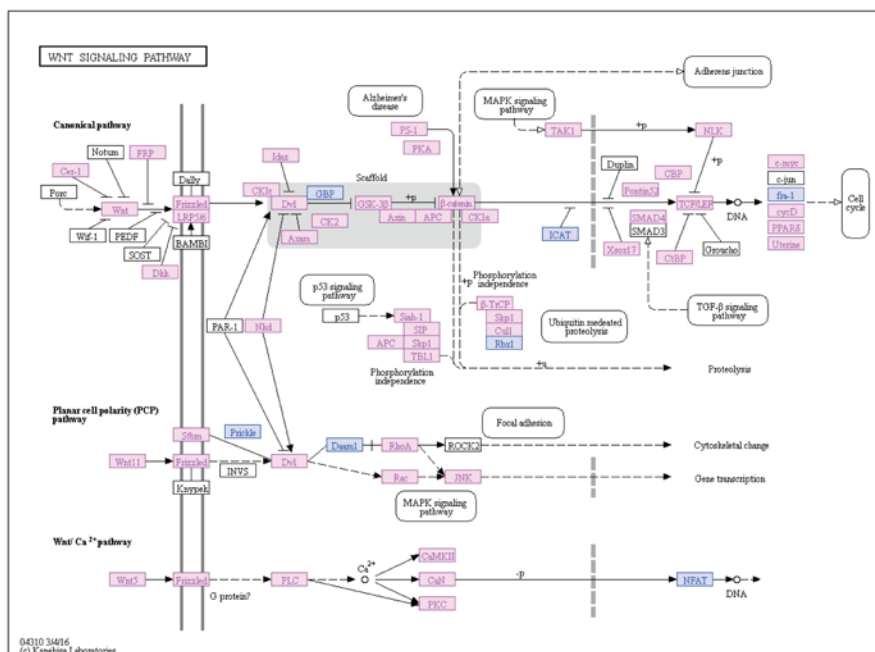 WNT SIGNALING PATHWAY
Adherens junction
Alzheimer's
disease
MAPK signaling
pathway
Canonical pathway
PS-1
PKA
TAK1
+p
NLK
Notum
FRP
Cer-1
Idax
Scaffold
Duplin
CBP
+p
c-myc
Porc
Dally
CKIε
GBP
Pontin52
c-jun
Wnt
Frizzled
LRP5/6
Dvl
GSK-3β
+p
β-catenin
TCF/LEF
DNA
fra-1
Cell
cycle
Axin
APC
CKIα
CK2
SMAD4
cycD
Wif-1
PEDF
BAMBI
Axam
ICAT
SMAD3
PPARδ
SOST
Xsox17
CtBP
Groucho
Uterine
Dkk
p53 signaling
pathway
+p
Phosphorylation
independence
β-TrCP
TGF-β signaling
pathway
PAR-1
Nkd
p53
Siah-1
Skp1
SIP
Cul1
Ubiquitin mediated
proteolysis
APC
Skp1
Rbx1
TBL1
+u
Phosphorylation
independence
Proteolysis
Planar cell polarity (PCP)
pathway
Focal adhesion
Stbm
Prickle
Daam1
RhoA
ROCK2
Cytoskeletal change
Wnt11
Frizzled
INVS
Dvl
Rac
JNK
Gene transcription
Knypek
MAPK signaling
pathway
Wnt/ Ca 2+ pathway
CaMKII
Ca2+
Wnt5
Frizzled
PLC
CaN
-p
NFAT
G protein?
PKC
DNA
04310 3/4/16
(c) Kanehisa Laboratories